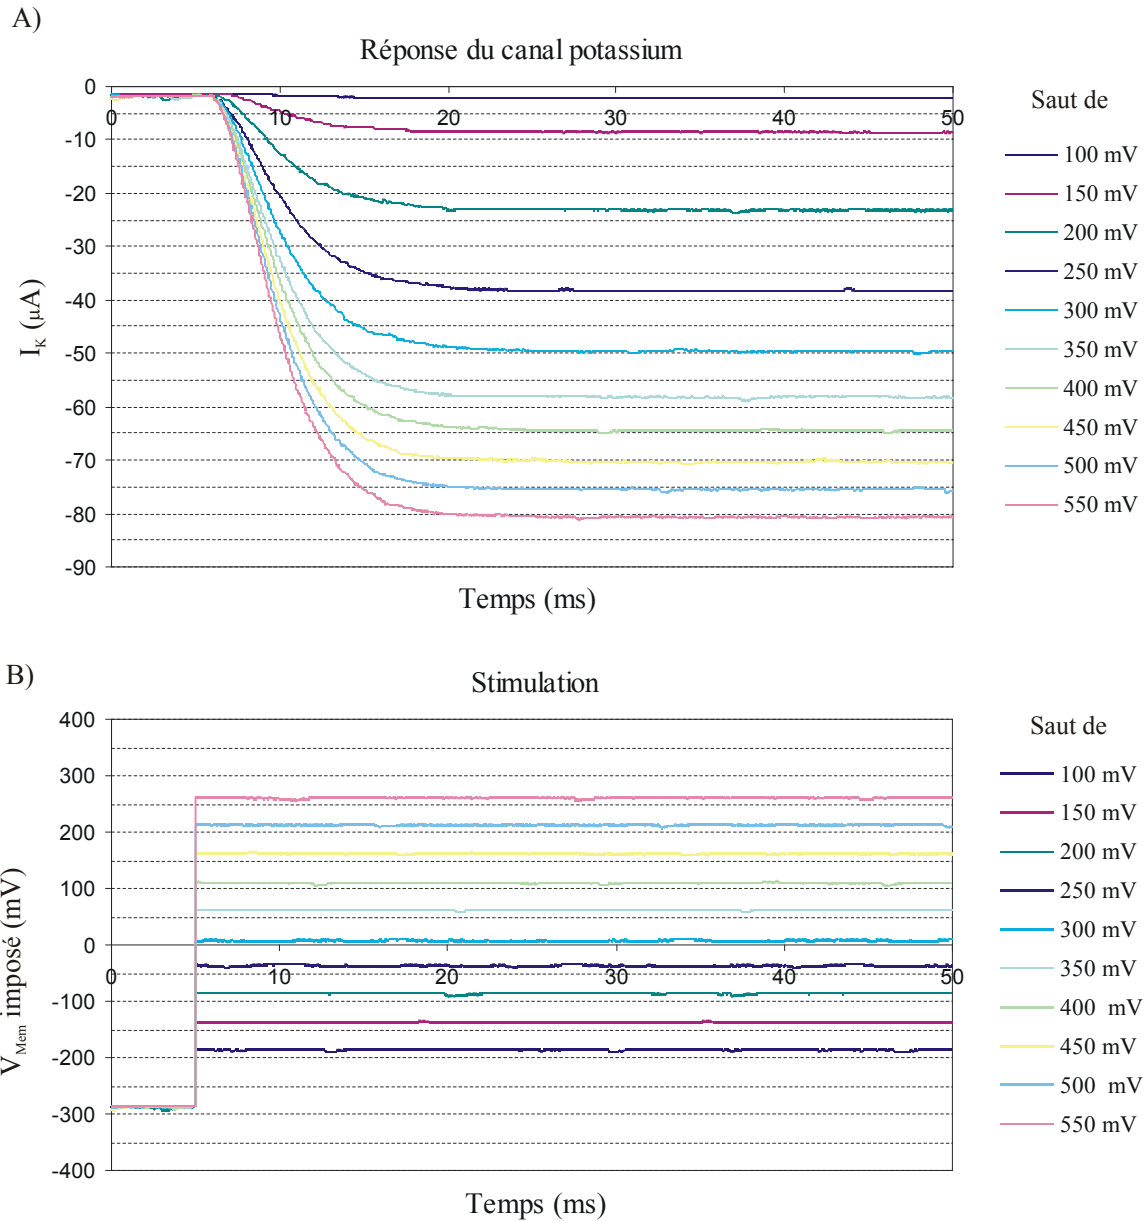 A)
Réponse du canal potassium
0
-10
-20
-30
-40
-50
-60
-70
-80
-90
0
10
20
30
40
50
I_K (µA)
Temps (ms)
Saut de
100 mV
150 mV
200 mV
250 mV
300 mV
350 mV
400 mV
450 mV
500 mV
550 mV
B)
Stimulation
400
300
200
100
0
-100
-200
-300
-400
0
10
20
30
40
50
V_Mem imposé (mV)
Temps (ms)
Saut de
100 mV
150 mV
200 mV
250 mV
300 mV
350 mV
400 mV
450 mV
500 mV
550 mV